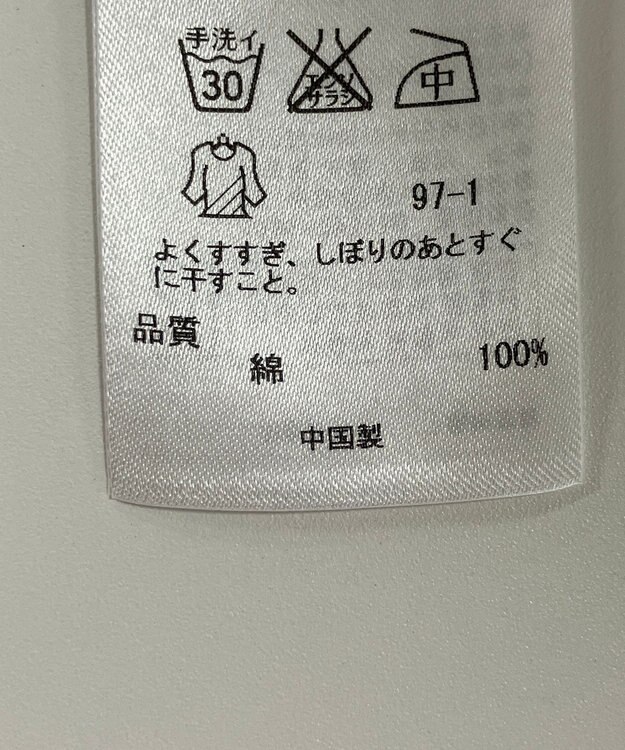 手洗イ
30
エンソ
サラシ
中
97-1
よくすすぎ、しぼりのあとすぐ
に干すこと。
品質
綿 100%
中国製